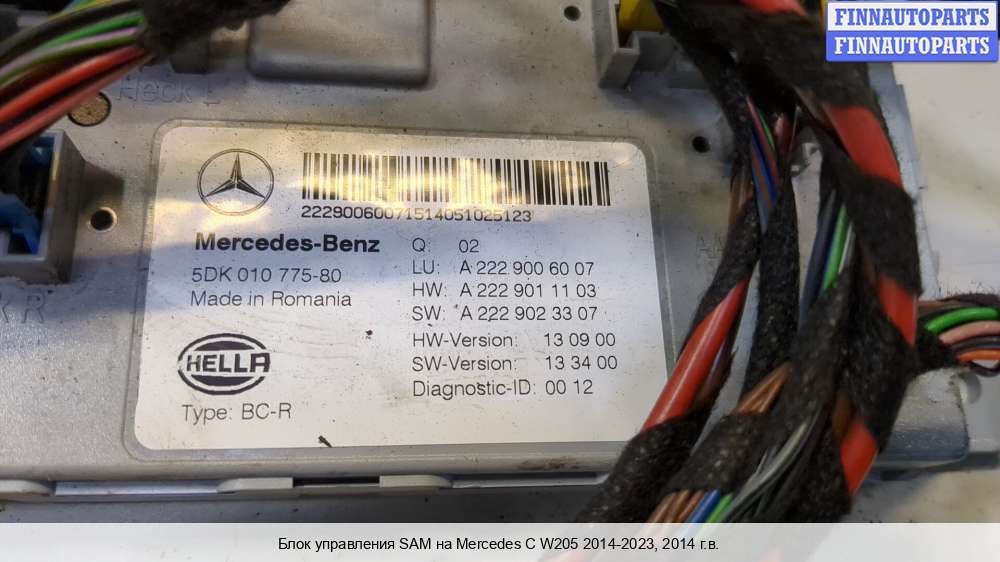 FINNAUTOPARTS
FINNAUTOPARTS
Heck L
22290060071514051025123
Mercedes-Benz
Q: 02
5DK 010 775-80
LU: A 222 900 60 07
Made in Romania
HW: A 222 901 11 03
SW: A 222 902 33 07
HELLA
HW-Version: 13 09 00
SW-Version: 13 34 00
Type: BC-R
Diagnostic-ID: 00 12
Блок управления SAM на Mercedes C W205 2014-2023, 2014 г.в.